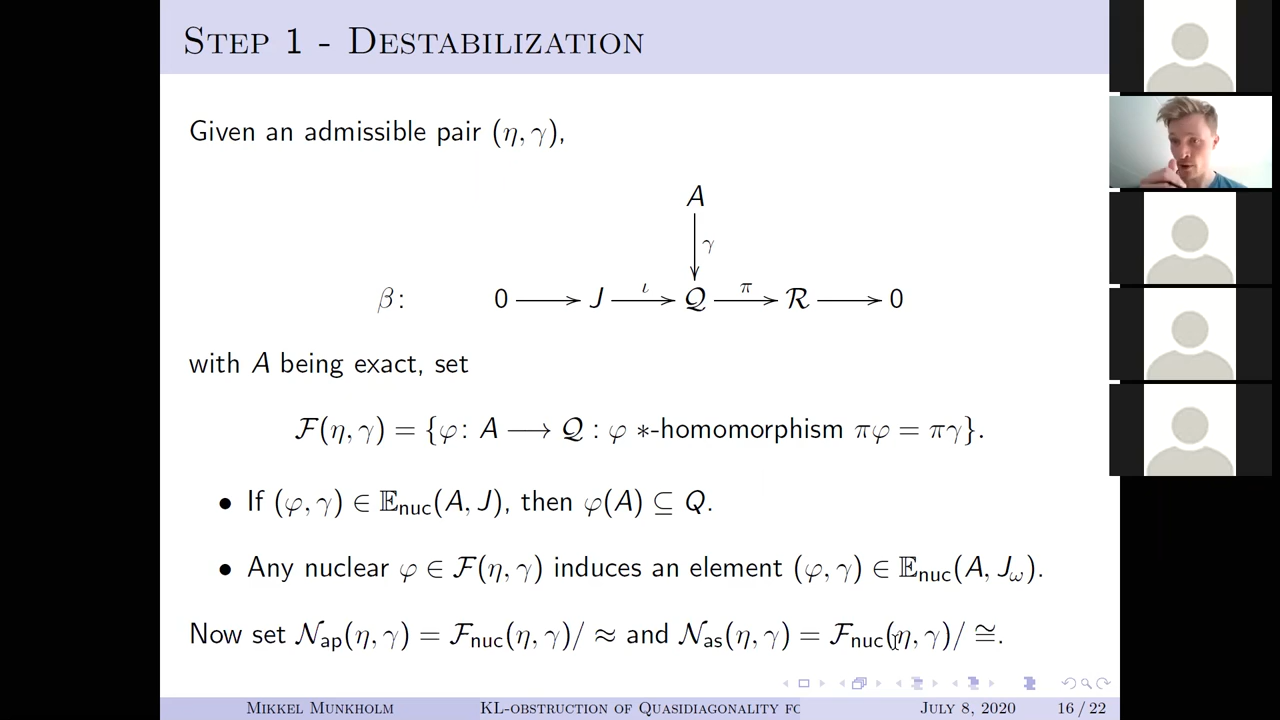 STEP 1 - DESTABILIZATION
Given an admissible pair (η, γ),
A
γ
β: 0 ⟶ J ⟶ 𝒬 ⟶ ℛ ⟶ 0
ι π
with A being exact, set
ℱ(η, γ) = {φ: A ⟶ 𝒬 : φ ∗-homomorphism πφ = πγ}.
• If (φ, γ) ∈ 𝔼nuc(A, J), then φ(A) ⊆ Q.
• Any nuclear φ ∈ ℱ(η, γ) induces an element (φ, γ) ∈ 𝔼nuc(A, Jω).
Now set 𝒩ap(η, γ) = ℱnuc(η, γ)/ ≈ and 𝒩as(η, γ) = ℱnuc(η, γ)/ ≅.
MIKKEL MUNKHOLM KL-OBSTRUCTION OF QUASIDIAGONALITY FO JULY 8, 2020 16 / 22